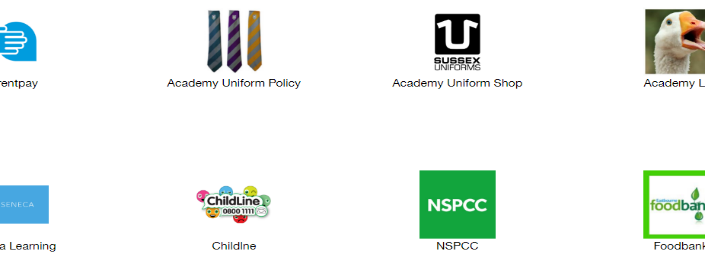 SUSSEX
UNIFORMS
rentpay
Academy Uniform Policy
Academy Uniform Shop
Academy L
SENECA
ChildLine
0800 1111
NSPCC
foodban
a Learning
Childlne
NSPCC
Foodbank